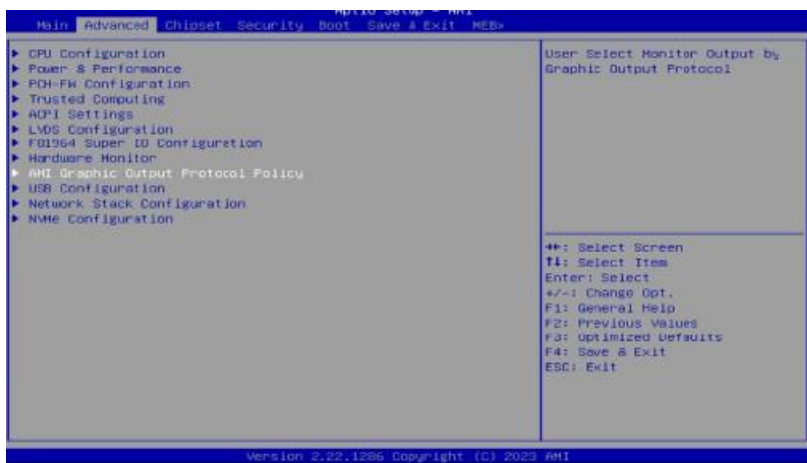 Aptio Setup - AMI
Main Advanced Chipset Security Boot Save & Exit MEBx
CPU Configuration
Power & Performance
PCH-FW Configuration
Trusted Computing
ACPI Settings
LVDS Configuration
F81964 Super IO Configuration
Hardware Monitor
AMI Graphic Output Protocol Policy
USB Configuration
Network Stack Configuration
NVMe Configuration
User Select Monitor Output by
Graphic Output Protocol
→←: Select Screen
↑↓: Select Item
Enter: Select
+/-: Change Opt.
F1: General Help
F2: Previous Values
F3: Optimized Defaults
F4: Save & Exit
ESC: Exit
Version 2.22.1286 Copyright (C) 2023 AMI